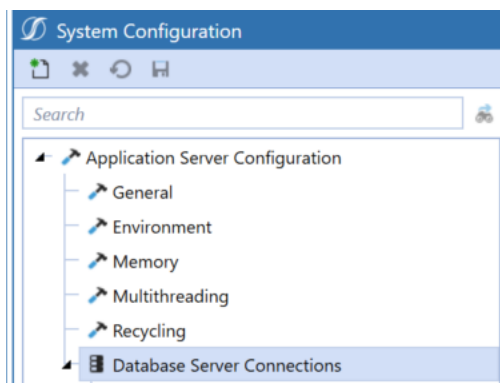 System Configuration
Search
Application Server Configuration
General
Environment
Memory
Multithreading
Recycling
Database Server Connections